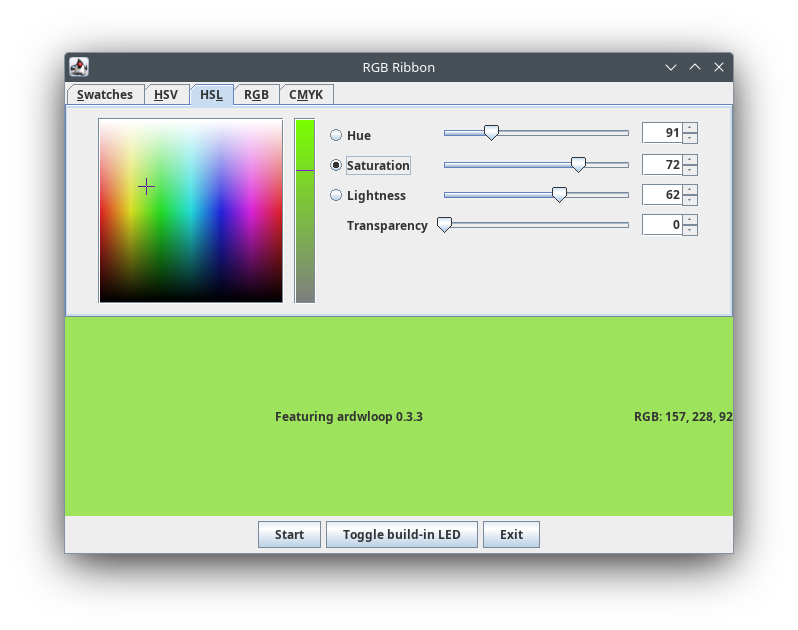 RGB Ribbon
Swatches HSV HSL RGB CMYK
Hue 91
Saturation 72
Lightness 62
Transparency 0
Featuring ardwloop 0.3.3 RGB: 157, 228, 92
Start Toggle build-in LED Exit